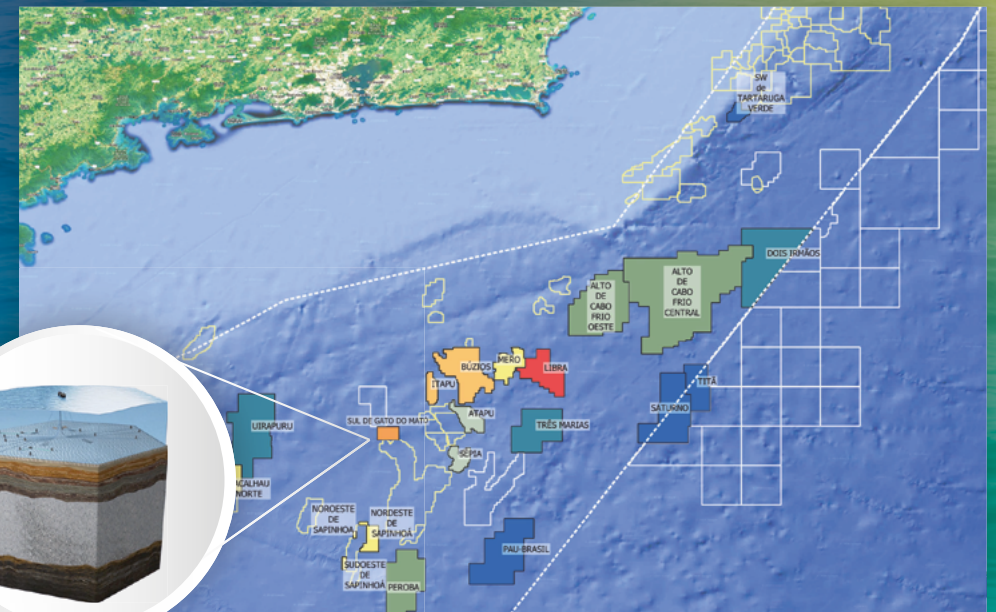 SW
de
TARTARUGA
VERDE
DOIS IRMÃOS
ALTO
DE
CABO
FRIO
CENTRAL
ALTO
DE
CABO
FRIO
OESTE
MERO
BÚZIOS
LIBRA
ITAPU
TITÃ
SATURNO
ATAPU
SUL DE GATO DO MATO
TRÊS MARIAS
UIRAPURU
SÉPIA
ACALHAU
NORTE
NOROESTE
DE
SAPINHOÁ
NORDESTE
DE
SAPINHOÁ
PAU-BRASIL
SUDOESTE
DE
SAPINHOÁ
PEROBA